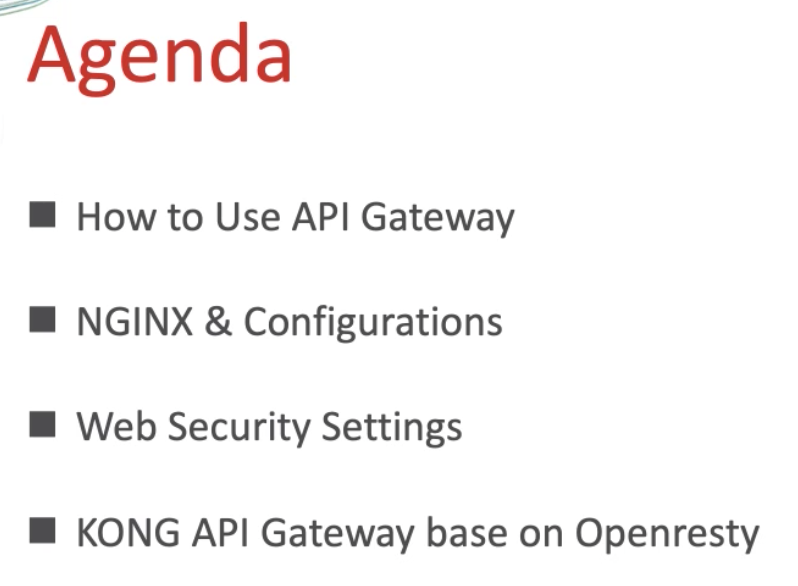 Agenda
■ How to Use API Gateway
■ NGINX & Configurations
■ Web Security Settings
■ KONG API Gateway base on Openresty